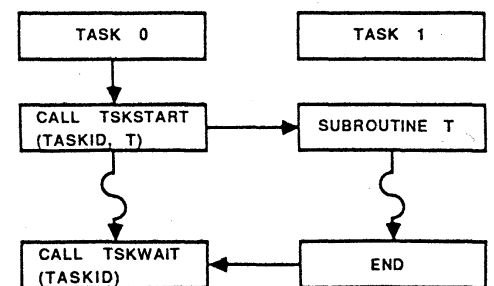 TASK 0
TASK 1
CALL TSKSTART
(TASKID, T)
SUBROUTINE T
CALL TSKWAIT
(TASKID)
END